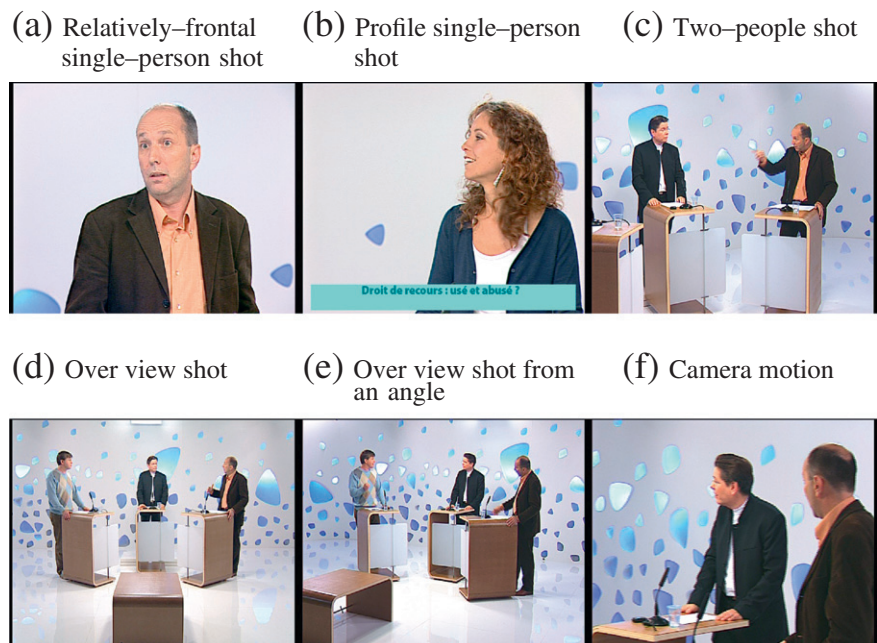 (a) Relatively–frontal
single–person shot
(b) Profile single–person
shot
(c) Two–people shot
Droit de recours : usé et abusé ?
(d) Over view shot
(e) Over view shot from
an angle
(f) Camera motion